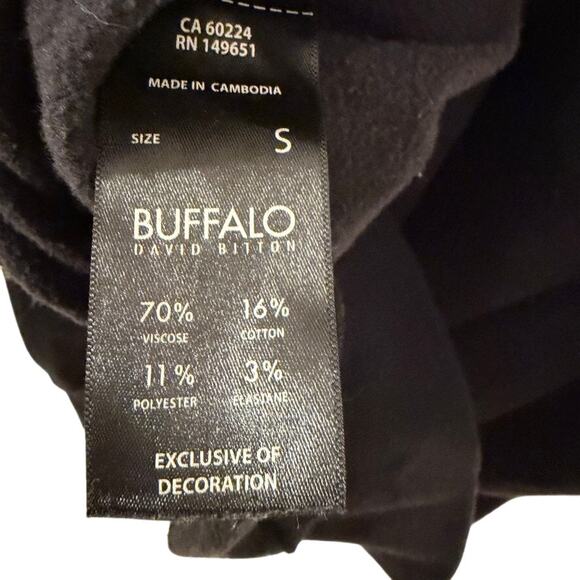 CA 60224
RN 149651
MADE IN CAMBODIA
SIZE S
BUFFALO
DAVID BITTON
70% 16%
VISCOSE COTTON
11% 3%
POLYESTER ELASTANE
EXCLUSIVE OF
DECORATION